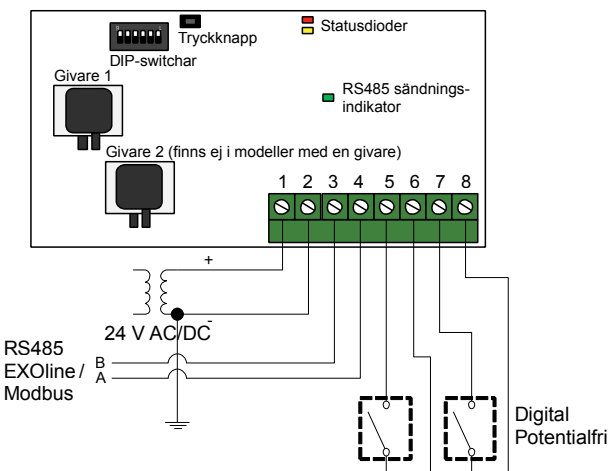 Statusdioder
Tryckknapp
DIP-switchar
Givare 1
RS485 sändnings-
indikator
Givare 2 (finns ej i modeller med en givare)
1 2 3 4 5 6 7 8
+
-
24 V AC/DC
RS485
EXOline /
Modbus
B
A
Digital
Potentialfri